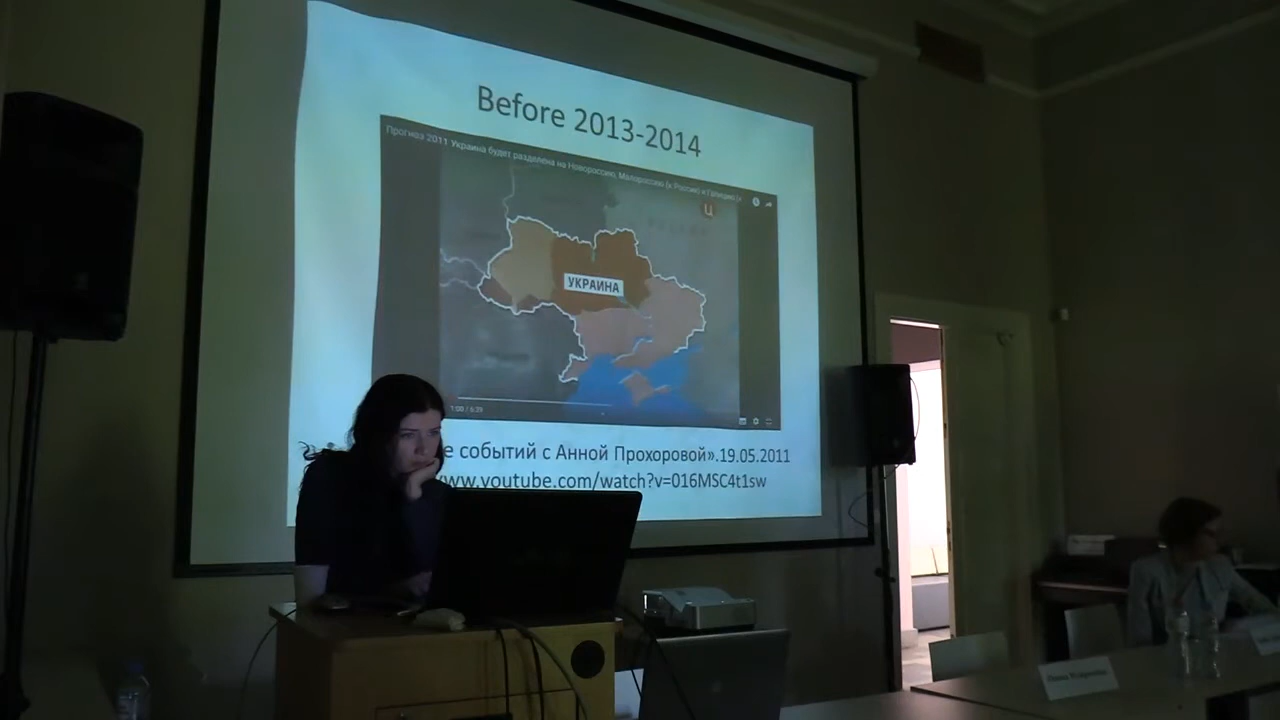 Before 2013-2014
Прогноз 2011 Украина будет разделена на Новороссию, Малороссию (к России) и Галицию (к
ц
УКРАИНА
1:00 / 6:39
е событий с Анной Прохоровой».19.05.2011
www.youtube.com/watch?v=016MSC4t1sw